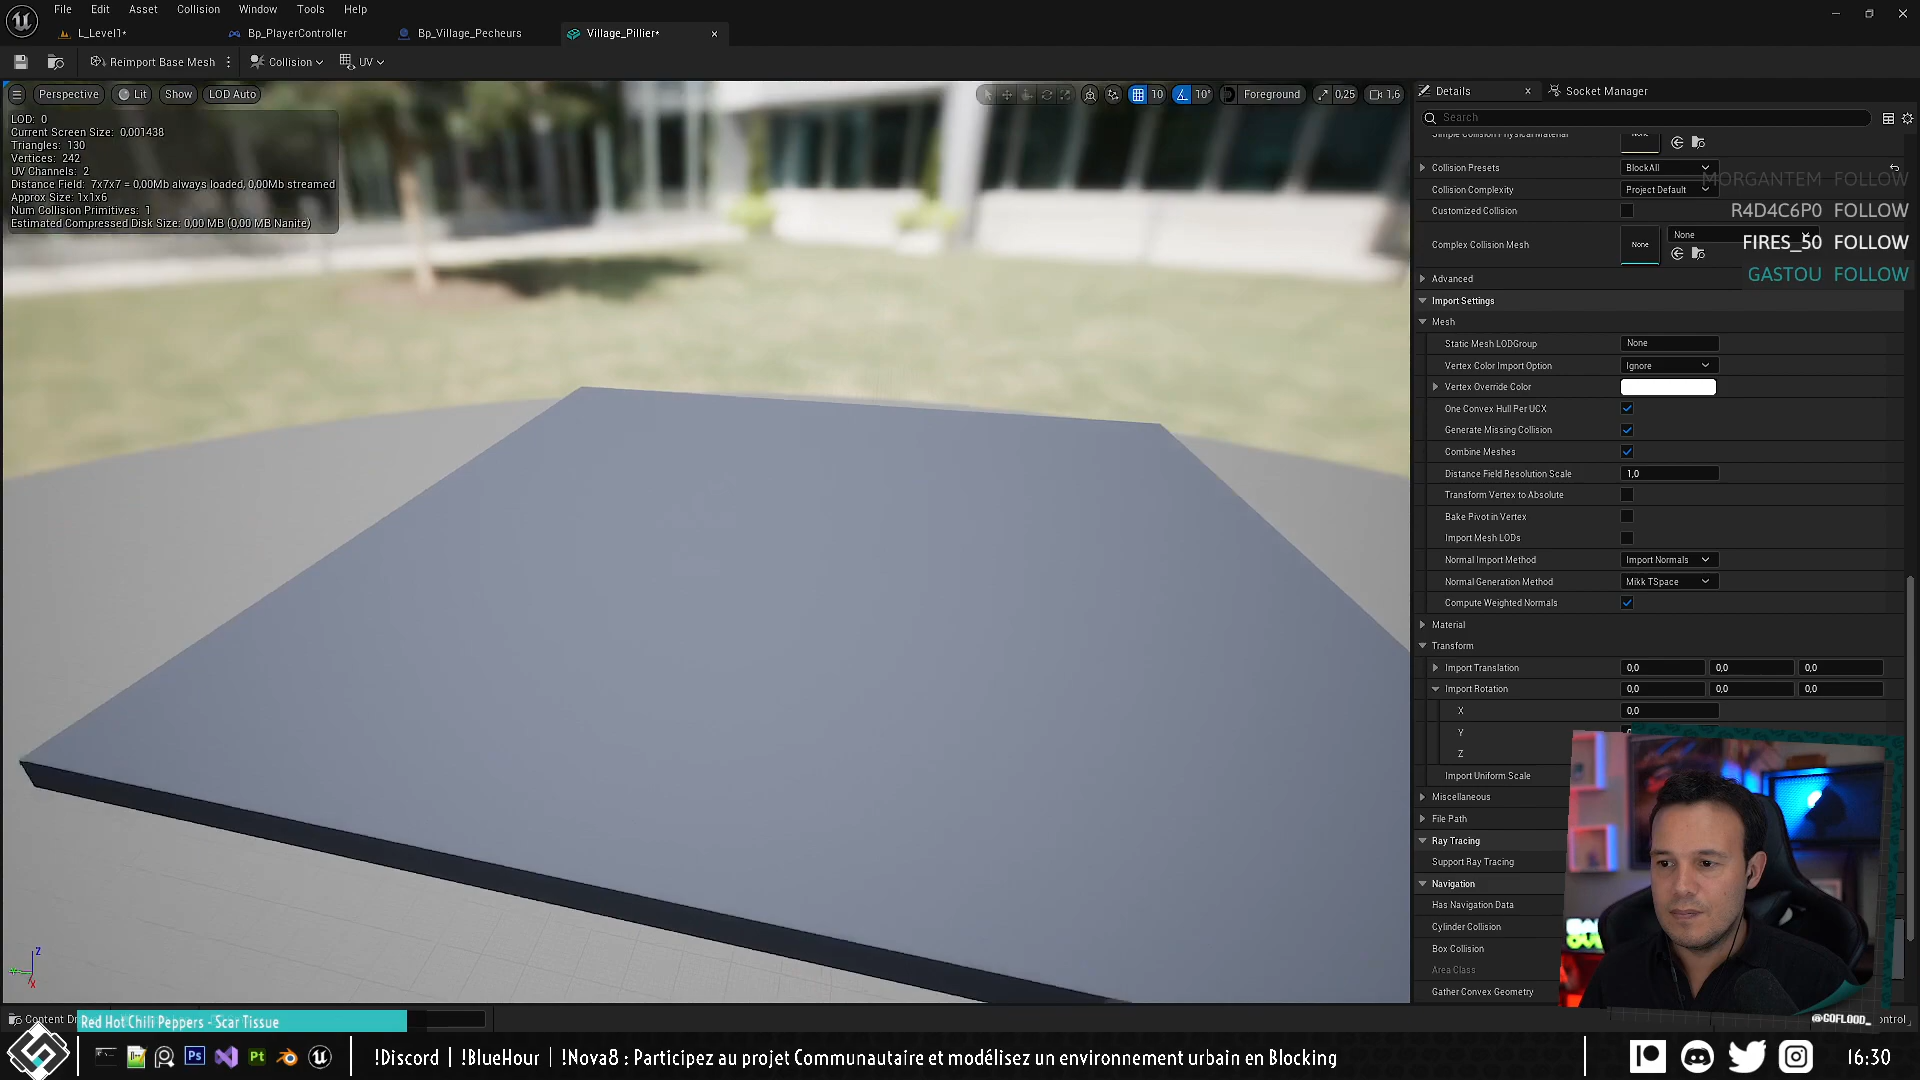 File Edit Asset Collision Window Tools Help
L_Level1* Bp_PlayerController Bp_Village_Pecheurs Village_Pillier*
Reimport Base Mesh Collision UV
Perspective Lit Show LOD Auto 10 10° Foreground 0,25 1,6
LOD: 0
Current Screen Size: 0,001438
Triangles: 130
Vertices: 242
UV Channels: 2
Distance Field: 7x7x7 = 0,00Mb always loaded, 0,00Mb streamed
Approx Size: 1x1x6
Num Collision Primitives: 1
Estimated Compressed Disk Size: 0,00 MB (0,00 MB Nanite)
Details Socket Manager
Search
Simple Collision Physical Material None
Collision Presets BlockAll
MORGANTEM FOLLOW
Collision Complexity Project Default
Customized Collision
R4D4C6P0 FOLLOW
Complex Collision Mesh None None
FIRES_50 FOLLOW
GASTOU FOLLOW
Advanced
Import Settings
Mesh
Static Mesh LODGroup None
Vertex Color Import Option Ignore
Vertex Override Color
One Convex Hull Per UCX
Generate Missing Collision
Combine Meshes
Distance Field Resolution Scale 1,0
Transform Vertex to Absolute
Bake Pivot in Vertex
Import Mesh LODs
Normal Import Method Import Normals
Normal Generation Method Mikk TSpace
Compute Weighted Normals
Material
Transform
Import Translation 0,0 0,0 0,0
Import Rotation 0,0 0,0 0,0
X 0,0
Y
Z
Import Uniform Scale
Miscellaneous
File Path
Ray Tracing
Support Ray Tracing
Navigation
Has Navigation Data
Cylinder Collision
Box Collision
Area Class
Gather Convex Geometry
Z
X
@GOFLOOD_
Content Dr
Red Hot Chili Peppers - Scar Tissue
Ps Pt
!Discord | !BlueHour | !Nova8 : Participez au projet Communautaire et modélisez un environnement urbain en Blocking
16:30